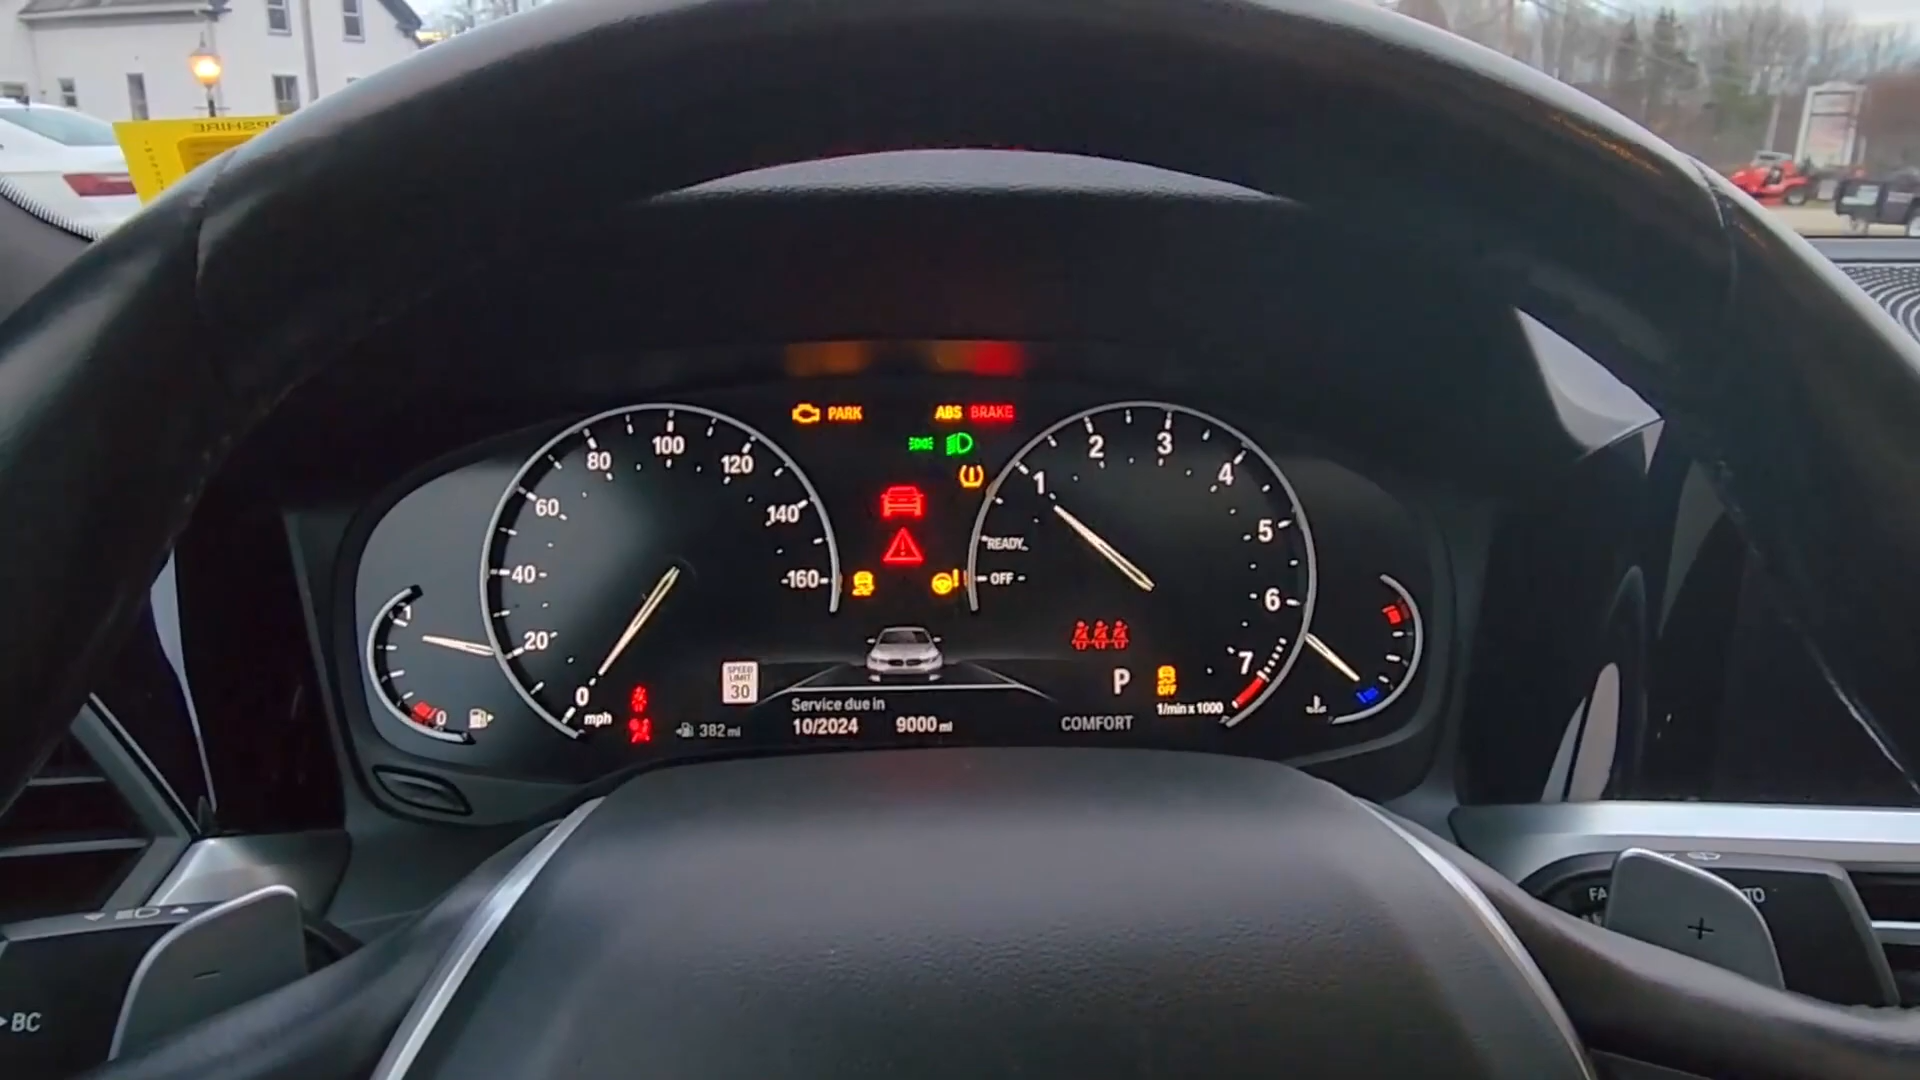 PARK
ABS BRAKE
80 100 120
60 140
40 160
20
0
mph
1
0
1 2 3 4
5
6
7
READY
OFF
SPEED
LIMIT
30
Service due in
10/2024 9000 mi
382 mi
P
OFF
1/min x 1000
COMFORT
BC
-
+